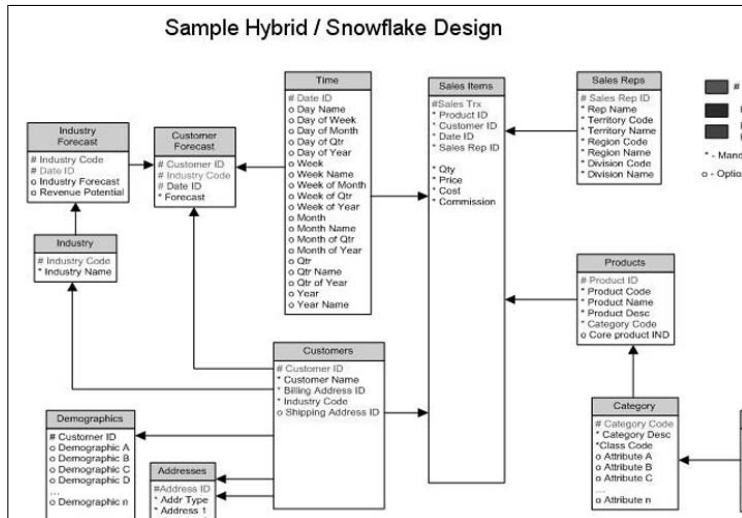 Sample Hybrid / Snowflake Design
Time
# Date ID
o Day Name
o Day of Week
o Day of Month
o Day of Qtr
o Day of Year
o Week
o Week Name
o Week of Month
o Week of Qtr
o Week of Year
o Month
o Month Name
o Month of Qtr
o Month of Year
o Qtr
o Qtr Name
o Qtr of Year
o Year
o Year Name
Sales Items
#Sales Trx
* Product ID
* Customer ID
* Date ID
* Sales Rep ID
* Qty
* Price
* Cost
* Commission
Sales Reps
# Sales Rep ID
* Rep Name
* Territory Code
* Territory Name
* Region Code
* Region Name
* Division Code
* Division Name
#
* - Mand
o - Optio
Industry
Forecast
# Industry Code
# Date ID
o Industry Forecast
o Revenue Potential
Customer
Forecast
# Customer ID
# Industry Code
# Date ID
* Forecast
Industry
# Industry Code
* Industry Name
Products
# Product ID
* Product Code
* Product Name
* Product Desc
* Category Code
o Core product IND
Customers
# Customer ID
* Customer Name
* Billing Address ID
* Industry Code
o Shipping Address ID
Demographics
# Customer ID
o Demographic A
o Demographic B
o Demographic C
o Demographic D
...
o Demographic n
Addresses
#Address ID
* Addr Type
* Address 1
Category
# Category Code
* Category Desc
*Class Code
o Attribute A
o Attribute B
o Attribute C
...
o Attribute n